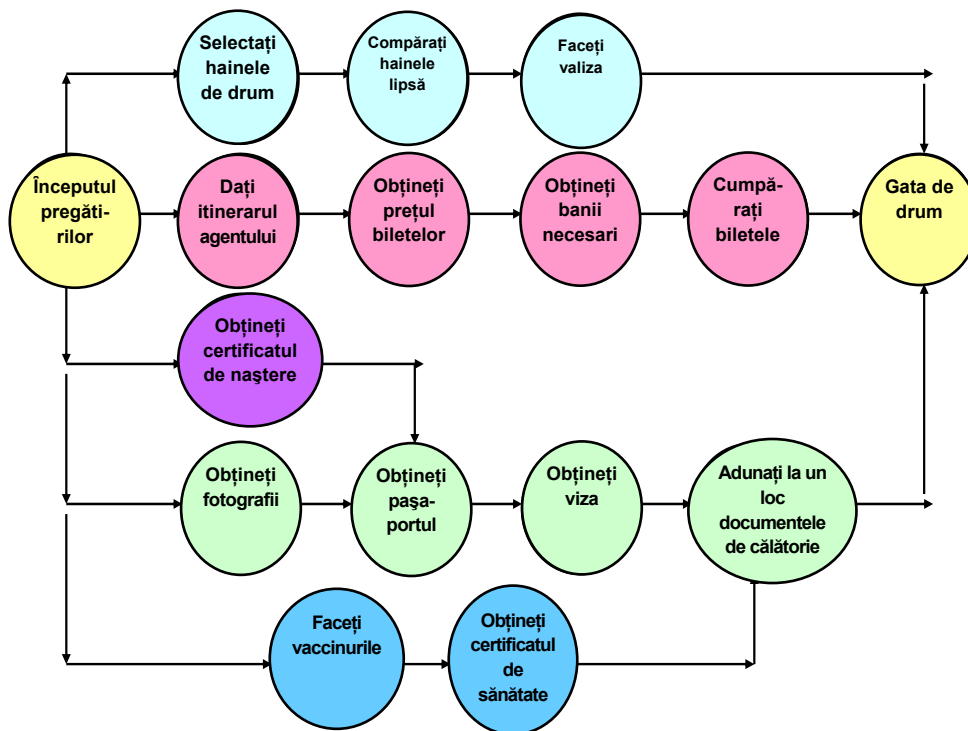 Selectați
hainele
de drum
Compărați
hainele
lipsă
Faceți
valiza
Începutul
pregăti-
rilor
Dați
itinerarul
agentului
Obțineți
prețul
biletelor
Obțineți
banii
necesari
Cumpă-
rați
biletele
Gata de
drum
Obțineți
certificatul
de naştere
Obțineți
fotografii
Obțineți
paşa-
portul
Obțineți
viza
Adunați la un
loc
documentele
de călătorie
Faceți
vaccinurile
Obțineți
certificatul
de
sănătate